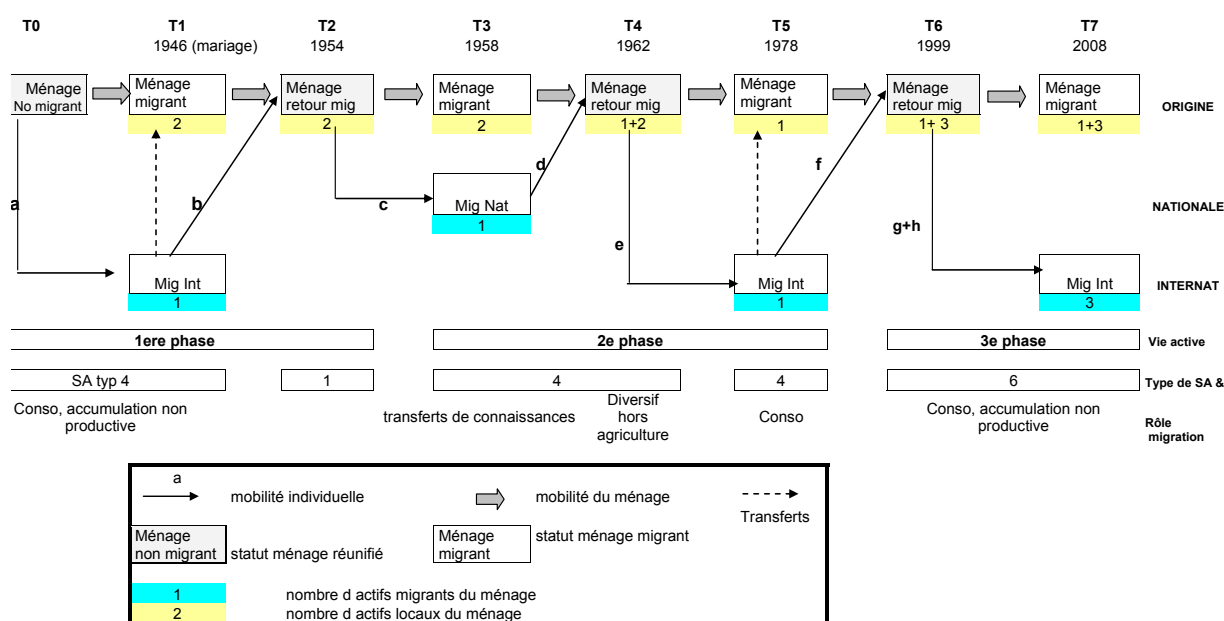 T0 T1 T2 T3 T4 T5 T6 T7
1946 (mariage) 1954 1958 1962 1978 1999 2008
Ménage Ménage Ménage Ménage Ménage Ménage Ménage Ménage
No migrant migrant retour mig migrant retour mig migrant retour mig migrant
ORIGINE
2 2 2 1+2 1 1+ 3 1+3
a b c d e f g+h
Mig Nat
1
NATIONALE
Mig Int Mig Int Mig Int
1 1 3
INTERNAT
1ere phase 2e phase 3e phase Vie active
SA typ 4 1 4 4 6 Type de SA &
Conso, accumulation non
productive
transferts de connaissances
Diversif
hors
agriculture
Conso
Conso, accumulation non
productive
Rôle
migration
a
mobilité individuelle mobilité du ménage
Transferts
Ménage
non migrant statut ménage réunifié
Ménage
migrant
statut ménage migrant
1 nombre d actifs migrants du ménage
2 nombre d actifs locaux du ménage